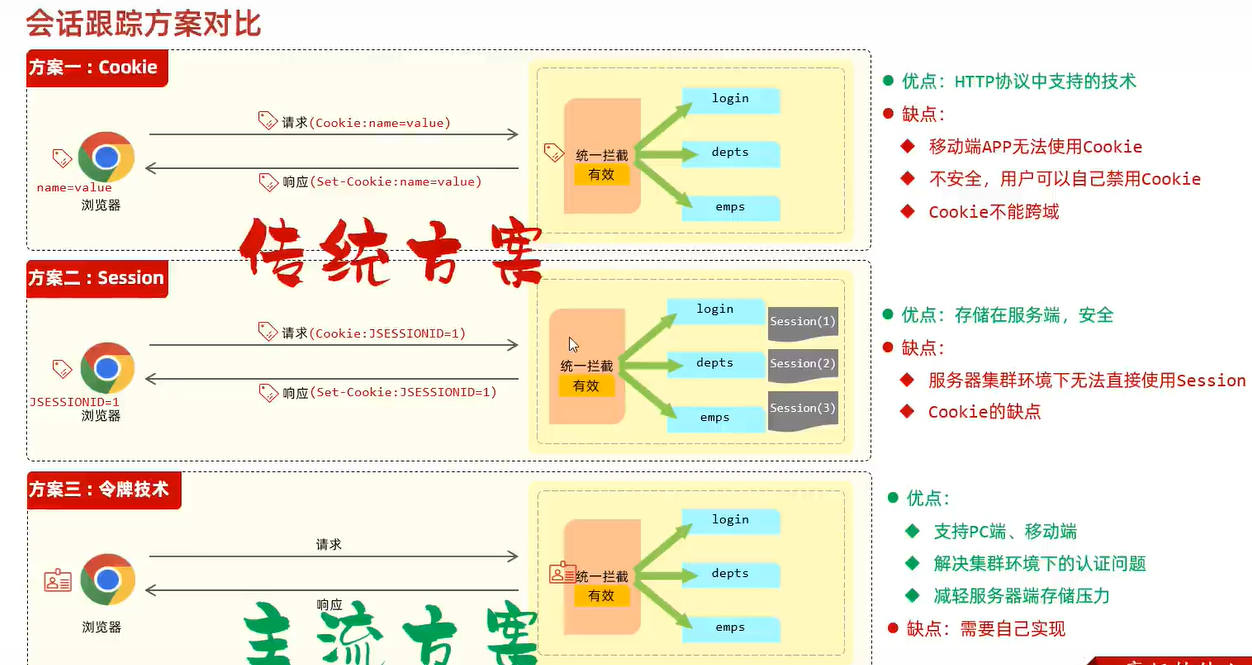 会话跟踪方案对比
方案一：Cookie
请求(Cookie:name=value)
响应(Set-Cookie:name=value)
name=value
浏览器
统一拦截
有效
login
depts
emps
优点：HTTP协议中支持的技术
缺点：
移动端APP无法使用Cookie
不安全，用户可以自己禁用Cookie
Cookie不能跨域
传统方案
方案二：Session
请求(Cookie:JSESSIONID=1)
响应(Set-Cookie:JSESSIONID=1)
JSESSIONID=1
浏览器
统一拦截
有效
login
depts
emps
Session(1)
Session(2)
Session(3)
优点：存储在服务端，安全
缺点：
服务器集群环境下无法直接使用Session
Cookie的缺点
方案三：令牌技术
请求
响应
浏览器
统一拦截
有效
login
depts
emps
优点：
支持PC端、移动端
解决集群环境下的认证问题
减轻服务器端存储压力
缺点：需要自己实现
主流方案